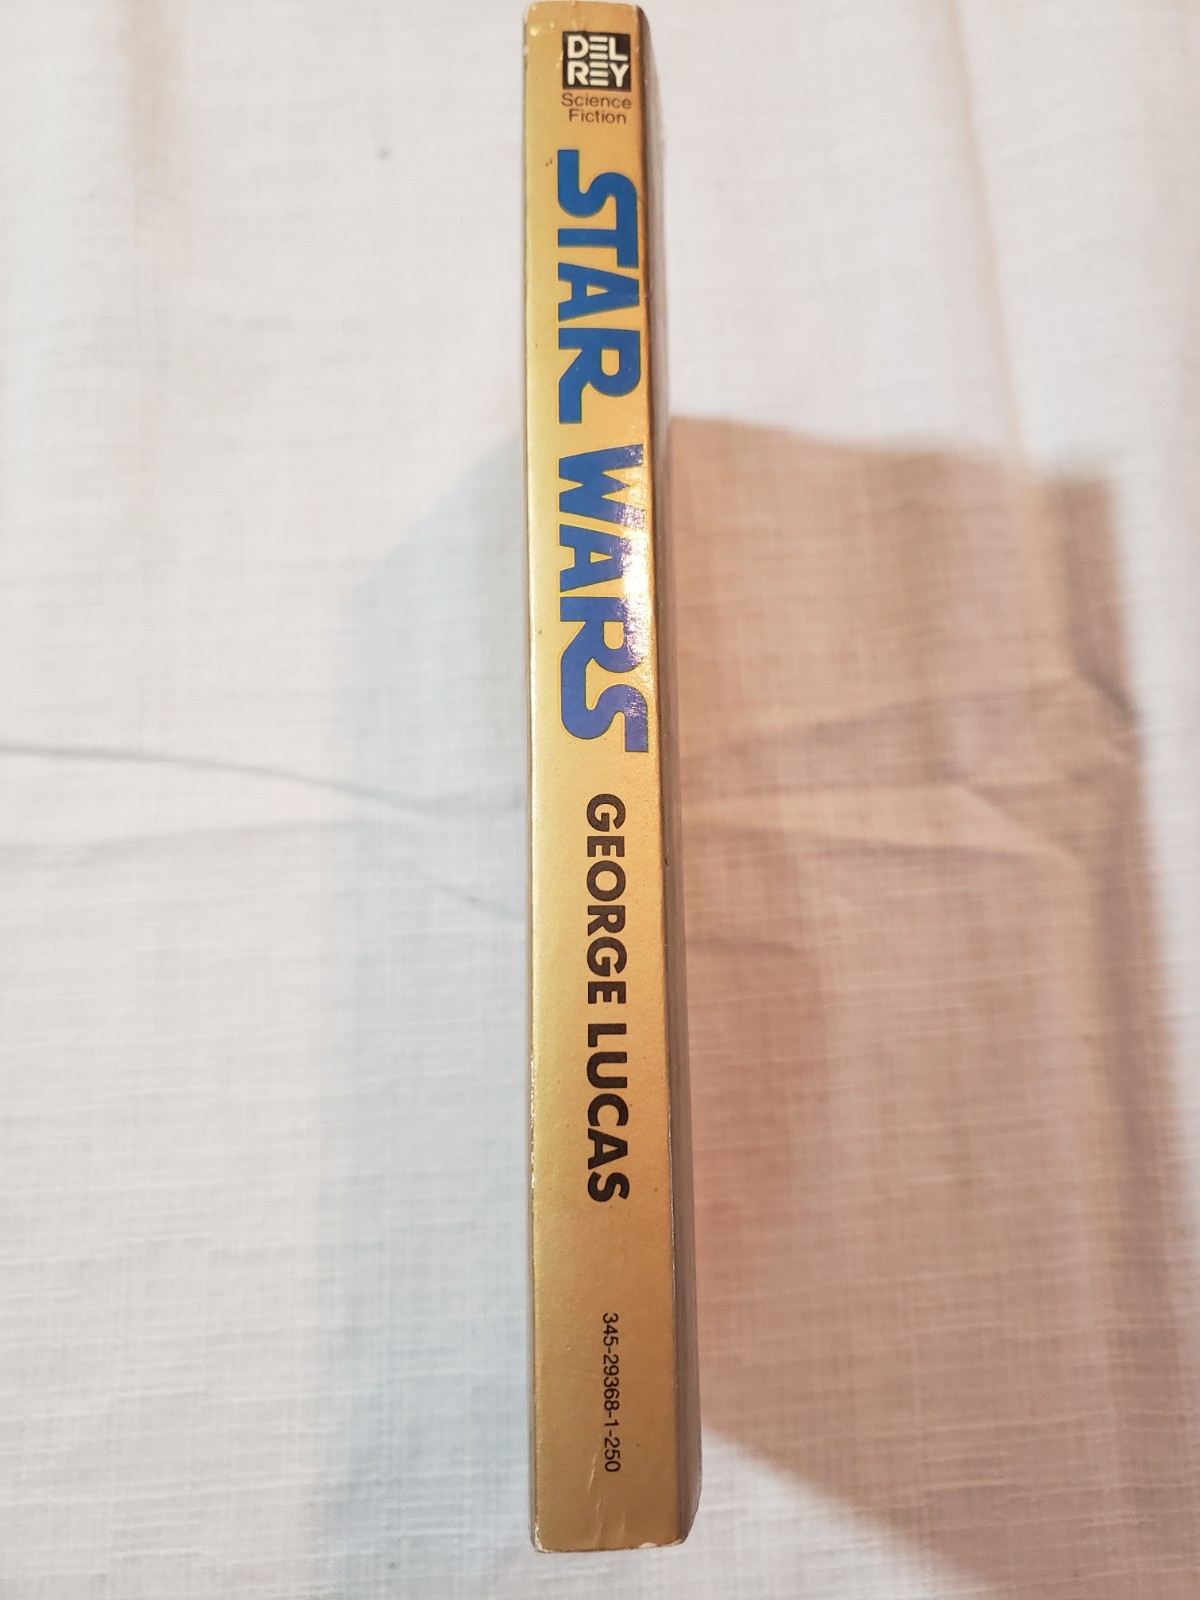 DEL
REY
Science
Fiction
STAR WARS
GEORGE LUCAS
345-29368-1-250